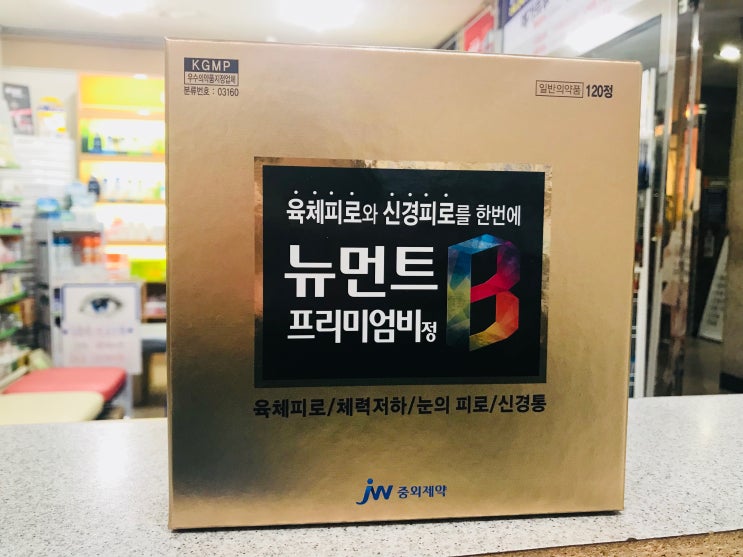 KGMP
우수의약품지정업체
분류번호 : 03160
일반의약품 120정
육체피로와 신경피로를 한번에
뉴먼트
프리미엄비정
B
육체피로/체력저하/눈의 피로/신경통
JW 중외제약